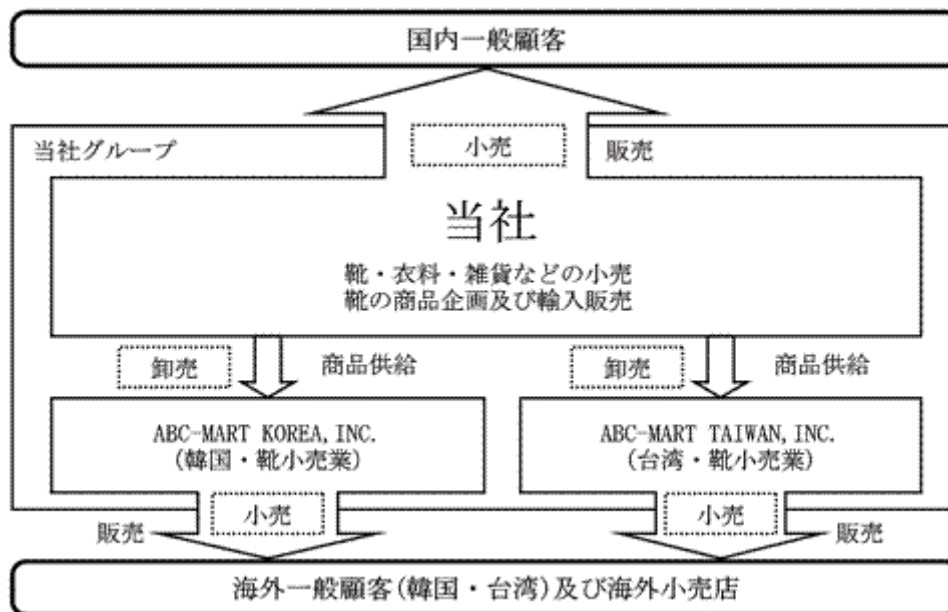 国内一般顧客
小売
販売
当社グループ
当社
靴・衣料・雑貨などの小売
靴の商品企画及び輸入販売
卸売
商品供給
卸売
商品供給
ABC-MART KOREA,INC.
(韓国・靴小売業)
ABC-MART TAIWAN,INC.
(台湾・靴小売業)
販売
小売
小売
販売
海外一般顧客(韓国・台湾)及び海外小売店